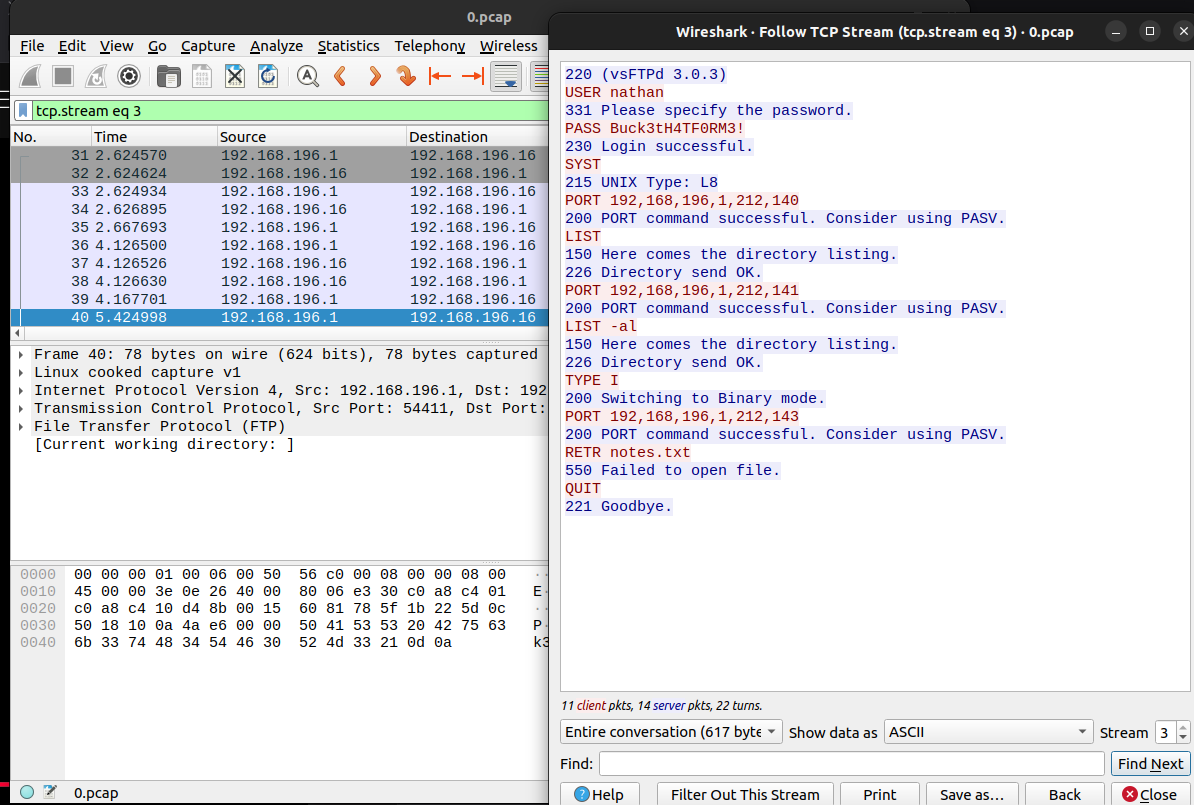 0.pcap
File Edit View Go Capture Analyze Statistics Telephony Wireless
tcp.stream eq 3
No. Time Source Destination
31 2.624570 192.168.196.1 192.168.196.16
32 2.624624 192.168.196.16 192.168.196.1
33 2.624934 192.168.196.1 192.168.196.16
34 2.626895 192.168.196.16 192.168.196.1
35 2.667693 192.168.196.1 192.168.196.16
36 4.126500 192.168.196.1 192.168.196.16
37 4.126526 192.168.196.16 192.168.196.1
38 4.126630 192.168.196.16 192.168.196.1
39 4.167701 192.168.196.1 192.168.196.16
40 5.424998 192.168.196.1 192.168.196.16
Frame 40: 78 bytes on wire (624 bits), 78 bytes captured
Linux cooked capture v1
Internet Protocol Version 4, Src: 192.168.196.1, Dst: 192
Transmission Control Protocol, Src Port: 54411, Dst Port:
File Transfer Protocol (FTP)
[Current working directory: ]
0000 00 00 00 01 00 06 00 50 56 c0 00 08 00 00 08 00 ··
0010 45 00 00 3e 0e 26 40 00 80 06 e3 30 c0 a8 c4 01 E·
0020 c0 a8 c4 10 d4 8b 00 15 60 81 78 5f 1b 22 5d 0c ··
0030 50 18 10 0a 4a e6 00 00 50 41 53 53 20 42 75 63 P·
0040 6b 33 74 48 34 54 46 30 52 4d 33 21 0d 0a k3
0.pcap
Wireshark · Follow TCP Stream (tcp.stream eq 3) · 0.pcap
220 (vsFTPd 3.0.3)
USER nathan
331 Please specify the password.
PASS Buck3tH4TF0RM3!
230 Login successful.
SYST
215 UNIX Type: L8
PORT 192,168,196,1,212,140
200 PORT command successful. Consider using PASV.
LIST
150 Here comes the directory listing.
226 Directory send OK.
PORT 192,168,196,1,212,141
200 PORT command successful. Consider using PASV.
LIST -al
150 Here comes the directory listing.
226 Directory send OK.
TYPE I
200 Switching to Binary mode.
PORT 192,168,196,1,212,143
200 PORT command successful. Consider using PASV.
RETR notes.txt
550 Failed to open file.
QUIT
221 Goodbye.
11 client pkts, 14 server pkts, 22 turns.
Entire conversation (617 byte Show data as ASCII Stream 3
Find: Find Next
Help Filter Out This Stream Print Save as… Back Close